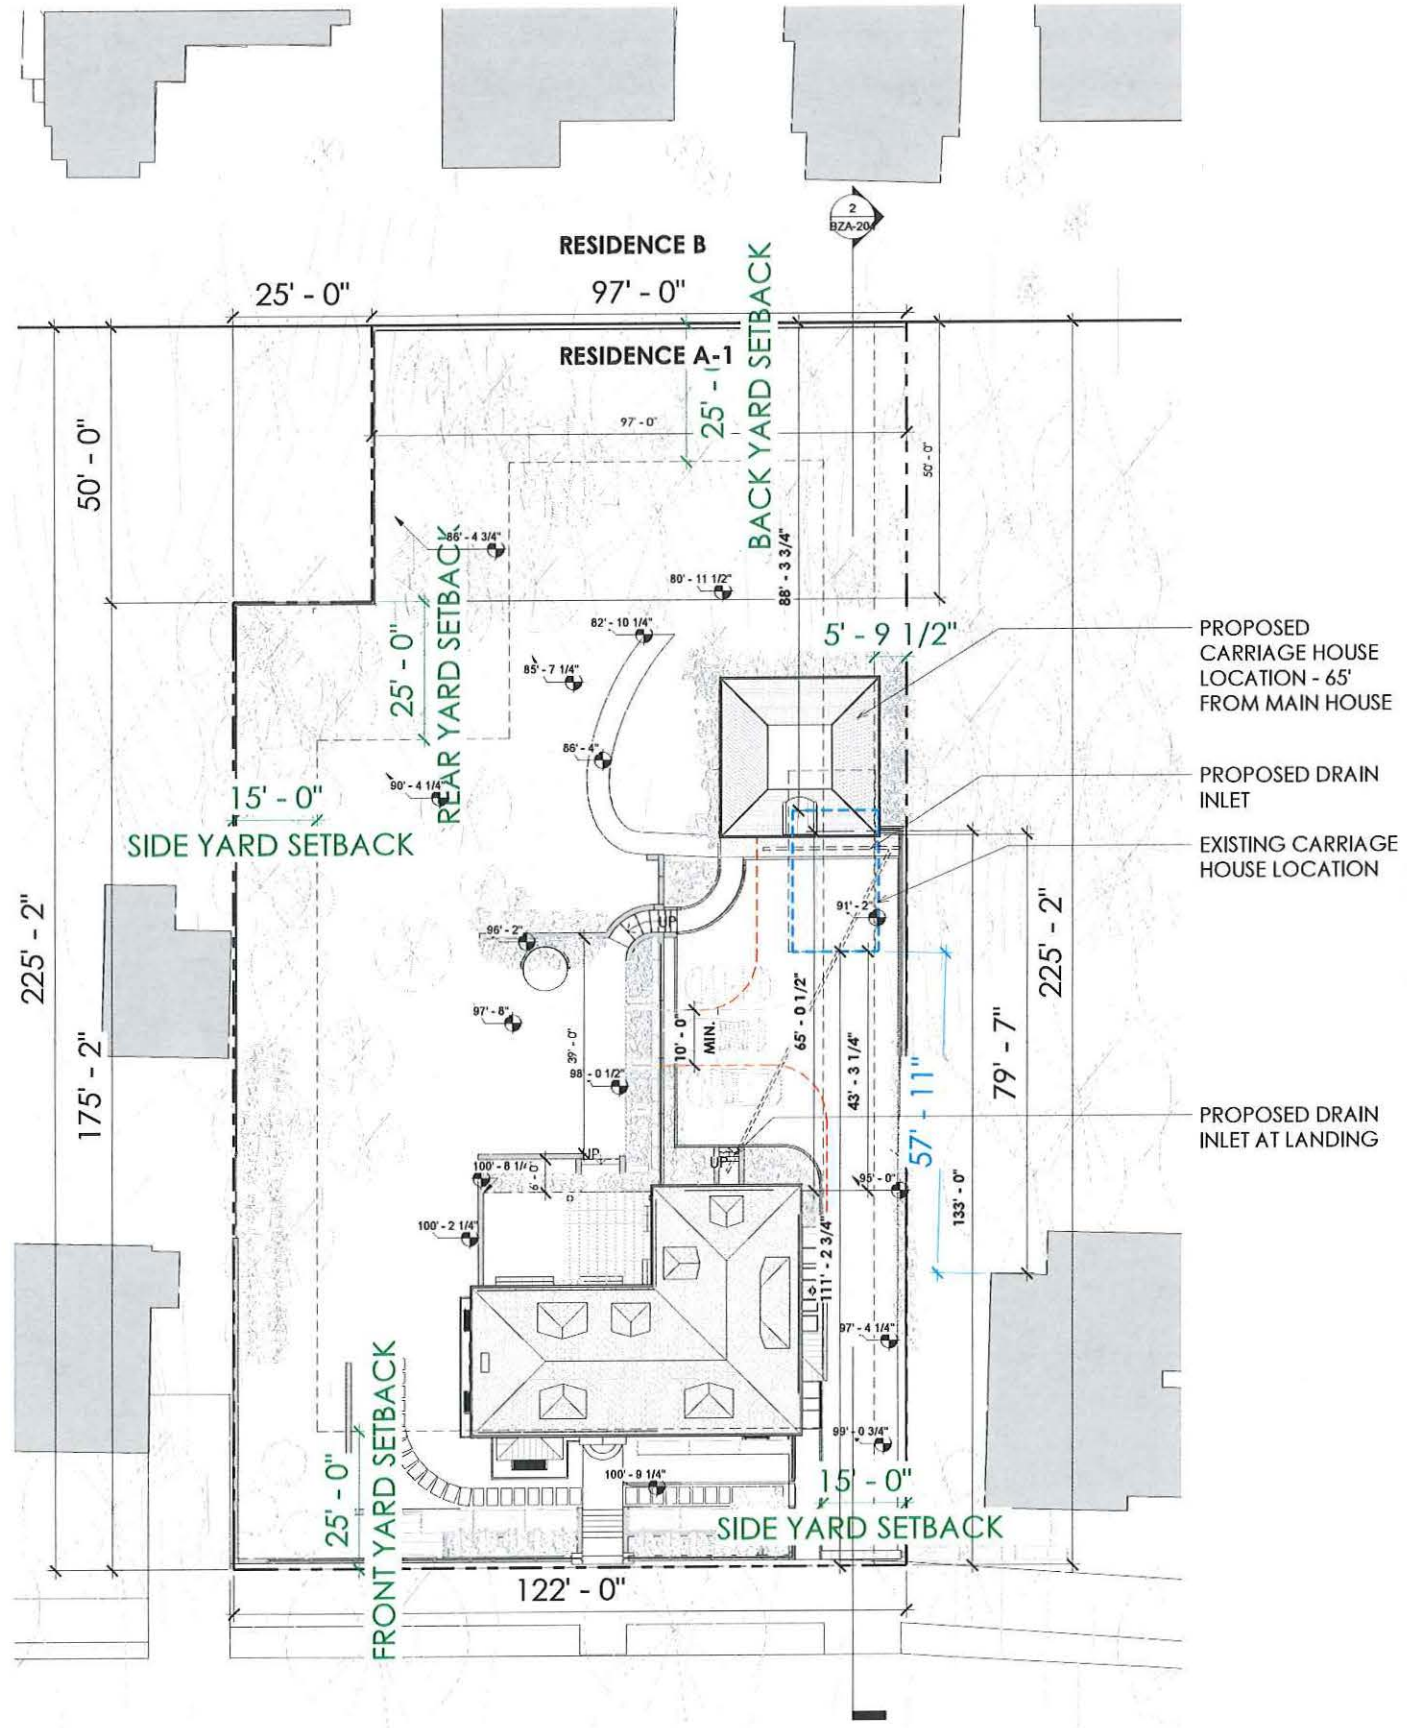 2
BZA-201
RESIDENCE B
25' - 0"
97' - 0"
RESIDENCE A-1
BACK YARD SETBACK
25' -
97' - 0"
50' - 0"
50' - 0"
86' - 4 3/4"
REAR YARD SETBACK
80' - 11 1/2"
88' - 3 3/4"
82' - 10 1/4"
5' - 9 1/2"
PROPOSED
CARRIAGE HOUSE
LOCATION - 65'
FROM MAIN HOUSE
25' - 0"
85' - 7 1/4"
86' - 4"
90' - 4 1/4"
PROPOSED DRAIN
INLET
15' - 0"
SIDE YARD SETBACK
EXISTING CARRIAGE
HOUSE LOCATION
91' - 2"
UP
96' - 2"
225' - 2"
225' - 2"
97' - 8"
39' - 0"
10' - 0"
MIN.
65' - 0 1/2"
43' - 3 1/4"
79' - 7"
57' - 11"
175' - 2"
98' - 0 1/2"
PROPOSED DRAIN
INLET AT LANDING
UP
UP
100' - 8 1/4"
6' - 0"
95' - 0"
133' - 0"
100' - 2 1/4"
111' - 2 3/4"
97' - 4 1/4"
FRONT YARD SETBACK
25' - 0"
99' - 0 3/4"
100' - 9 1/4"
15' - 0"
SIDE YARD SETBACK
122' - 0"